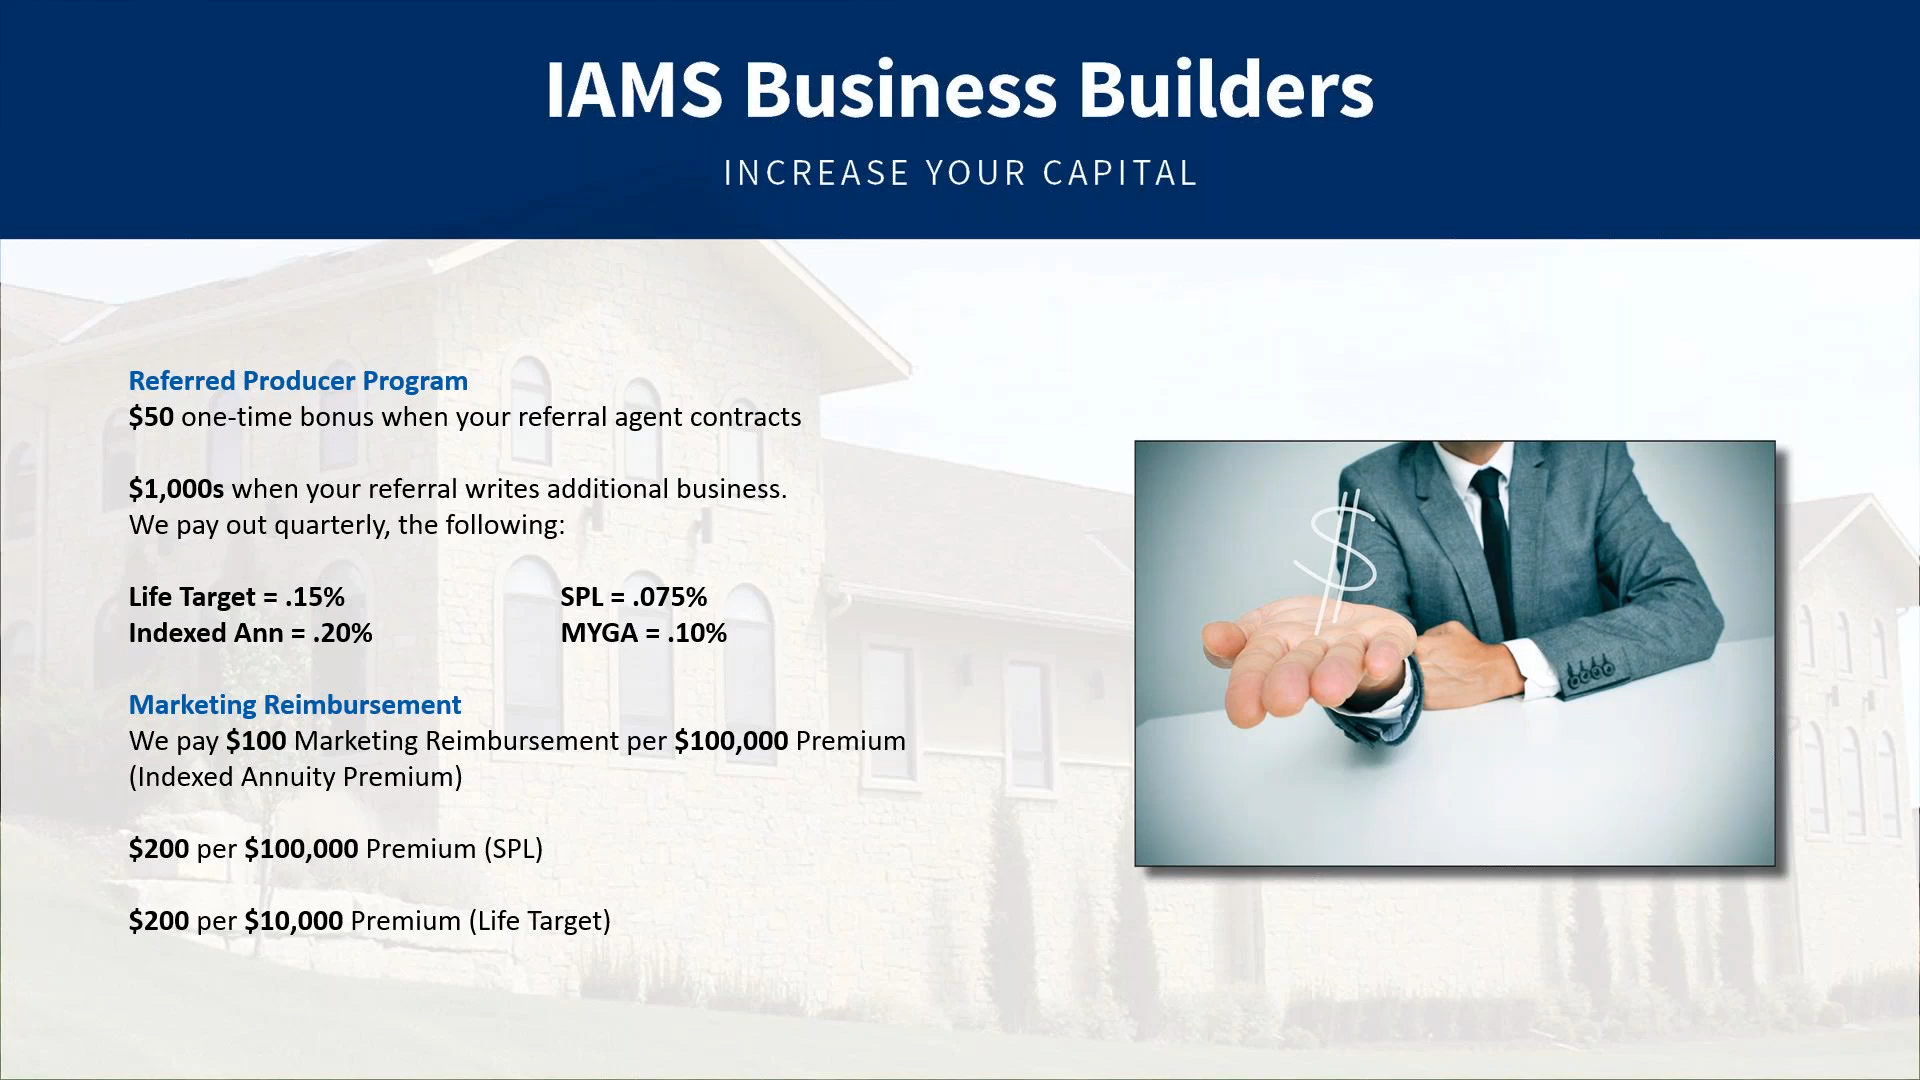 IAMS Business Builders
INCREASE YOUR CAPITAL
Referred Producer Program
$50 one-time bonus when your referral agent contracts
$1,000s when your referral writes additional business.
We pay out quarterly, the following:
Life Target = .15% SPL = .075%
Indexed Ann = .20% MYGA = .10%
Marketing Reimbursement
We pay $100 Marketing Reimbursement per $100,000 Premium
(Indexed Annuity Premium)
$200 per $100,000 Premium (SPL)
$200 per $10,000 Premium (Life Target)
$